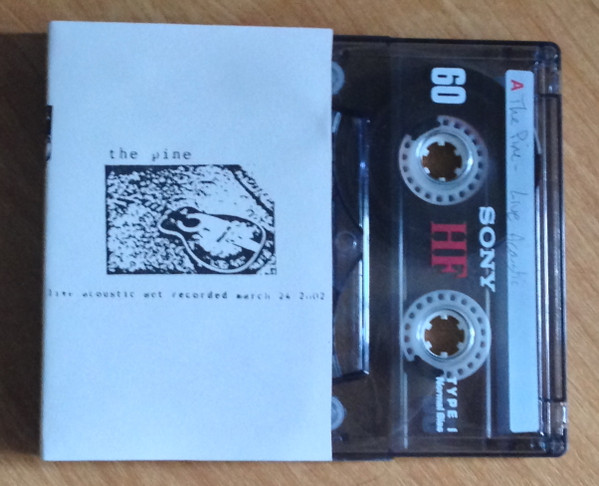 the pine
live acoustic set recorded march 24 2002
60
SONY
HF
TYPE I
Normal Bias
A The Pine - Live Acoustic